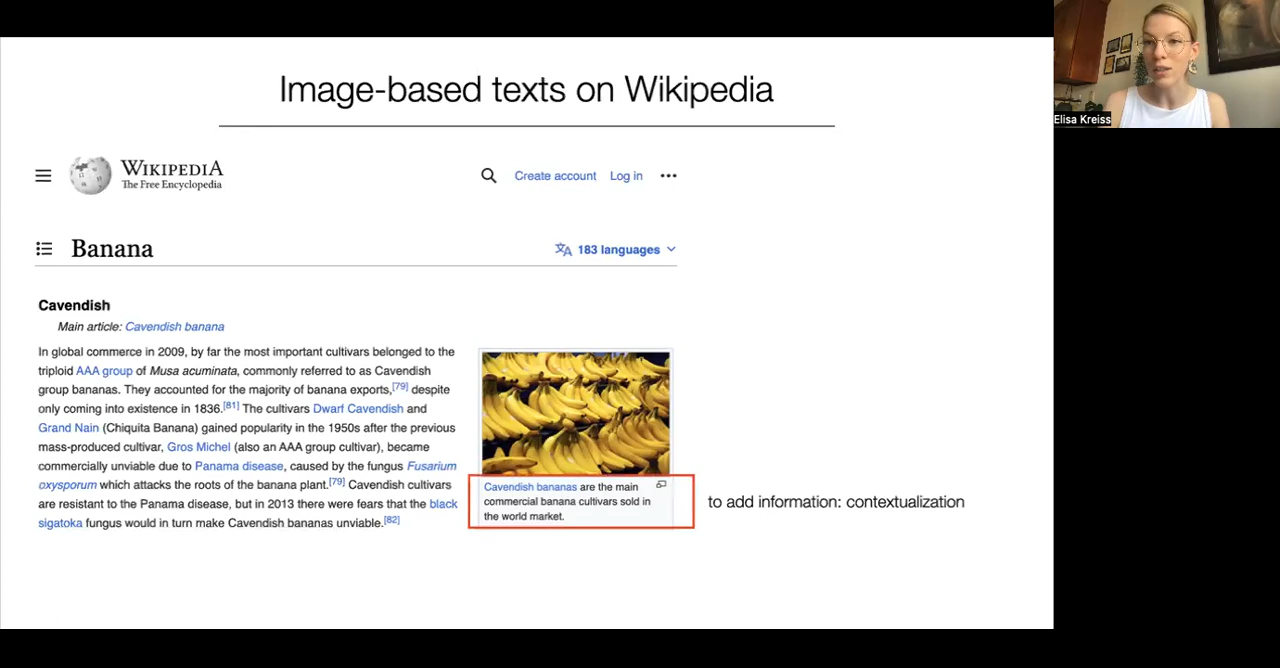 Image-based texts on Wikipedia
Elisa Kreiss
WIKIPEDIA
The Free Encyclopedia
Create account Log in
Banana
183 languages
Cavendish
Main article: Cavendish banana
In global commerce in 2009, by far the most important cultivars belonged to the
triploid AAA group of Musa acuminata, commonly referred to as Cavendish
group bananas. They accounted for the majority of banana exports,[79] despite
only coming into existence in 1836.[81] The cultivars Dwarf Cavendish and
Grand Nain (Chiquita Banana) gained popularity in the 1950s after the previous
mass-produced cultivar, Gros Michel (also an AAA group cultivar), became
commercially unviable due to Panama disease, caused by the fungus Fusarium
oxysporum which attacks the roots of the banana plant.[79] Cavendish cultivars
are resistant to the Panama disease, but in 2013 there were fears that the black
sigatoka fungus would in turn make Cavendish bananas unviable.[82]
Cavendish bananas are the main
commercial banana cultivars sold in
the world market.
to add information: contextualization